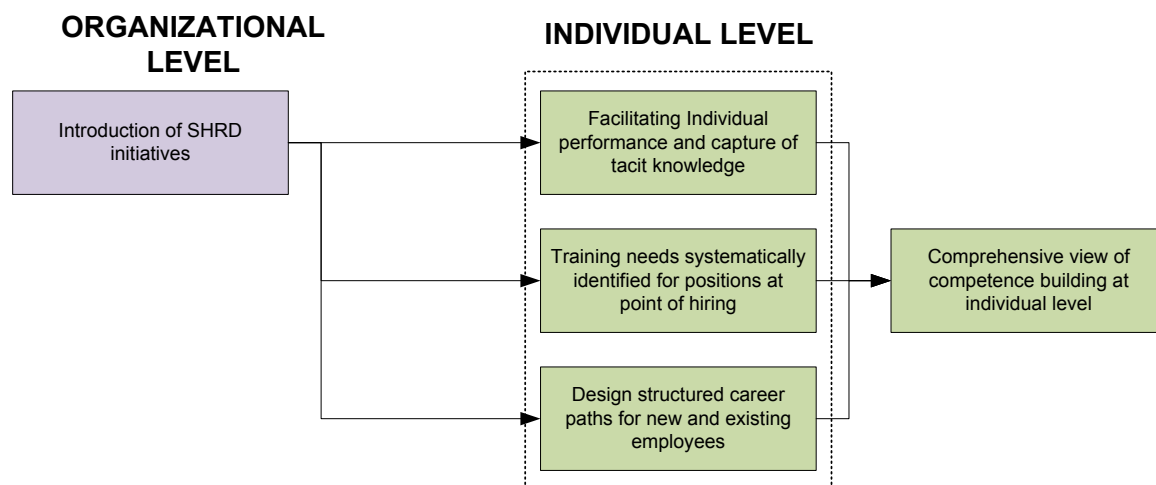 ORGANIZATIONAL
LEVEL
INDIVIDUAL LEVEL
Introduction of SHRD
initiatives
Facilitating Individual
performance and capture of
tacit knowledge
Training needs systematically
identified for positions at
point of hiring
Design structured career
paths for new and existing
employees
Comprehensive view of
competence building at
individual level